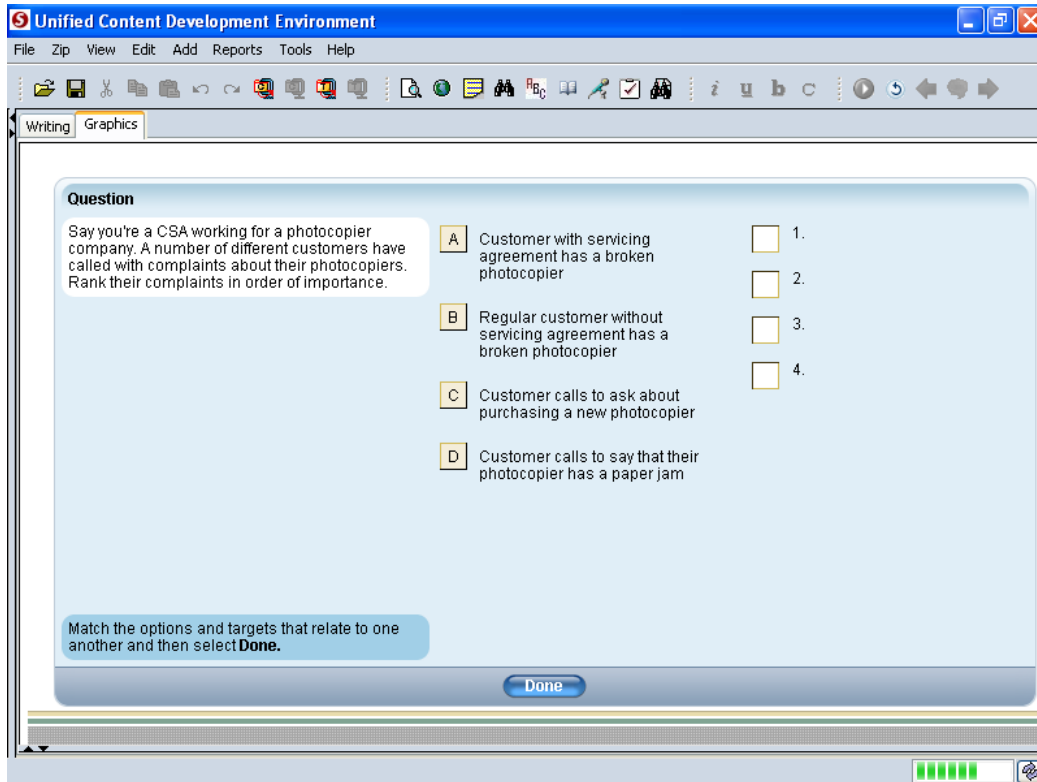 Unified Content Development Environment
File Zip View Edit Add Reports Tools Help
i u b c
Writing Graphics
Question
Say you're a CSA working for a photocopier
company. A number of different customers have
called with complaints about their photocopiers.
Rank their complaints in order of importance.
A Customer with servicing
agreement has a broken
photocopier
B Regular customer without
servicing agreement has a
broken photocopier
C Customer calls to ask about
purchasing a new photocopier
D Customer calls to say that their
photocopier has a paper jam
1.
2.
3.
4.
Match the options and targets that relate to one
another and then select Done.
Done